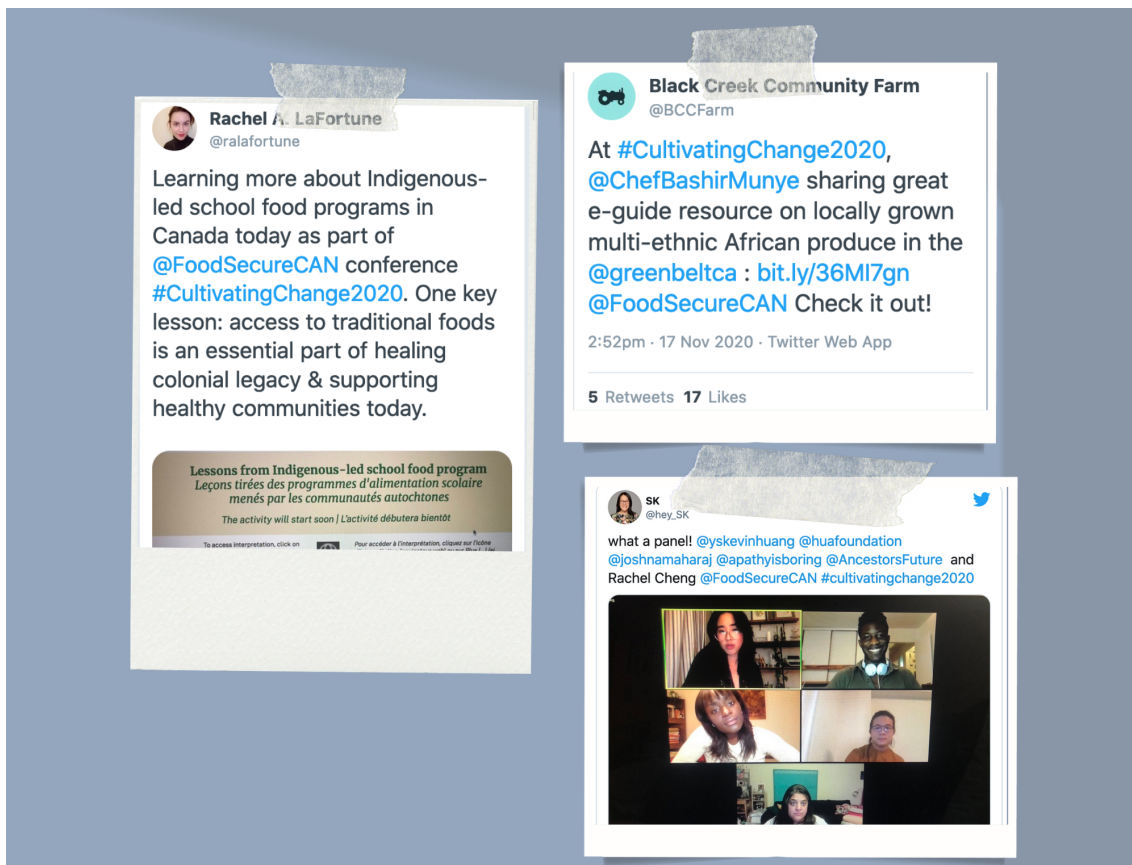 Rachel A. LaFortune
@ralafortune
Learning more about Indigenous-
led school food programs in
Canada today as part of
@FoodSecureCAN conference
#CultivatingChange2020. One key
lesson: access to traditional foods
is an essential part of healing
colonial legacy & supporting
healthy communities today.
Lessons from Indigenous-led school food program
Leçons tirées des programmes d'alimentation scolaire
menés par les communautés autochtones
The activity will start soon | L'activité débutera bientôt
To access interpretation, click on
Pour accéder à l'interprétation, cliquez sur l'icône
Black Creek Community Farm
@BCCFarm
At #CultivatingChange2020,
@ChefBashirMunye sharing great
e-guide resource on locally grown
multi-ethnic African produce in the
@greenbeltca : bit.ly/36MI7gn
@FoodSecureCAN Check it out!
2:52pm · 17 Nov 2020 · Twitter Web App
5 Retweets 17 Likes
SK
@hey_SK
what a panel! @yskevinhuang @huafoundation
@joshnamaharaj @apathyisboring @AncestorsFuture and
Rachel Cheng @FoodSecureCAN #cultivatingchange2020